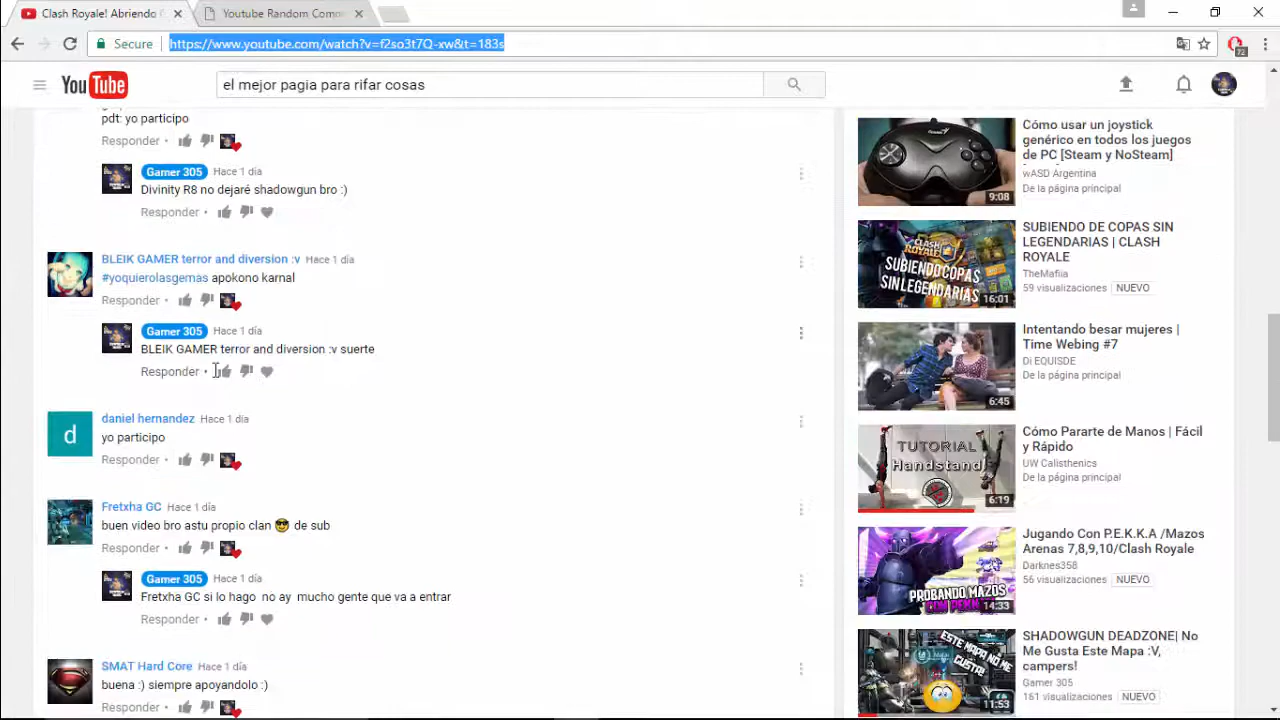 Clash Royale! Abriendo
Youtube Random Comm
Secure
https://www.youtube.com/watch?v=f2so3t7Q-xw&t=183s
72
YouTube
el mejor pagia para rifar cosas
pdt: yo participo
Responder •
Gamer 305 Hace 1 día
Divinity R8 no dejaré shadowgun bro :)
Responder •
BLEIK GAMER terror and diversion :v Hace 1 día
#yoquierolasgemas apokono karnal
Responder •
Gamer 305 Hace 1 día
BLEIK GAMER terror and diversion :v suerte
Responder •
daniel hernandez Hace 1 día
yo participo
Responder •
d
Fretxha GC Hace 1 día
buen video bro astu propio clan 😎 de sub
Responder •
Gamer 305 Hace 1 día
Fretxha GC si lo hago no ay mucho gente que va a entrar
Responder •
SMAT Hard Core Hace 1 día
buena :) siempre apoyandolo :)
Responder •
Cómo usar un joystick
genérico en todos los juegos
de PC [Steam y NoSteam]
wASD Argentina
De la página principal
9:08
SUBIENDO DE COPAS SIN
LEGENDARIAS | CLASH
ROYALE
TheMafiia
59 visualizaciones NUEVO
CLASH ROYALE
SUBIENDO COPAS
SIN LEGENDARIAS
16:01
Intentando besar mujeres |
Time Webing #7
Di EQUISDE
De la página principal
6:45
Cómo Pararte de Manos | Fácil
y Rápido
UW Calisthenics
De la página principal
TUTORIAL
Handstand
6:19
Jugando Con P.E.K.K.A /Mazos
Arenas 7,8,9,10/Clash Royale
Darknes358
56 visualizaciones NUEVO
PROBANDO MAZOS
CON PEKKA
14:33
SHADOWGUN DEADZONE| No
Me Gusta Este Mapa :V,
campers!
Gamer 305
161 visualizaciones NUEVO
ESTE MAPA NO ME
GUSTA!
11:53